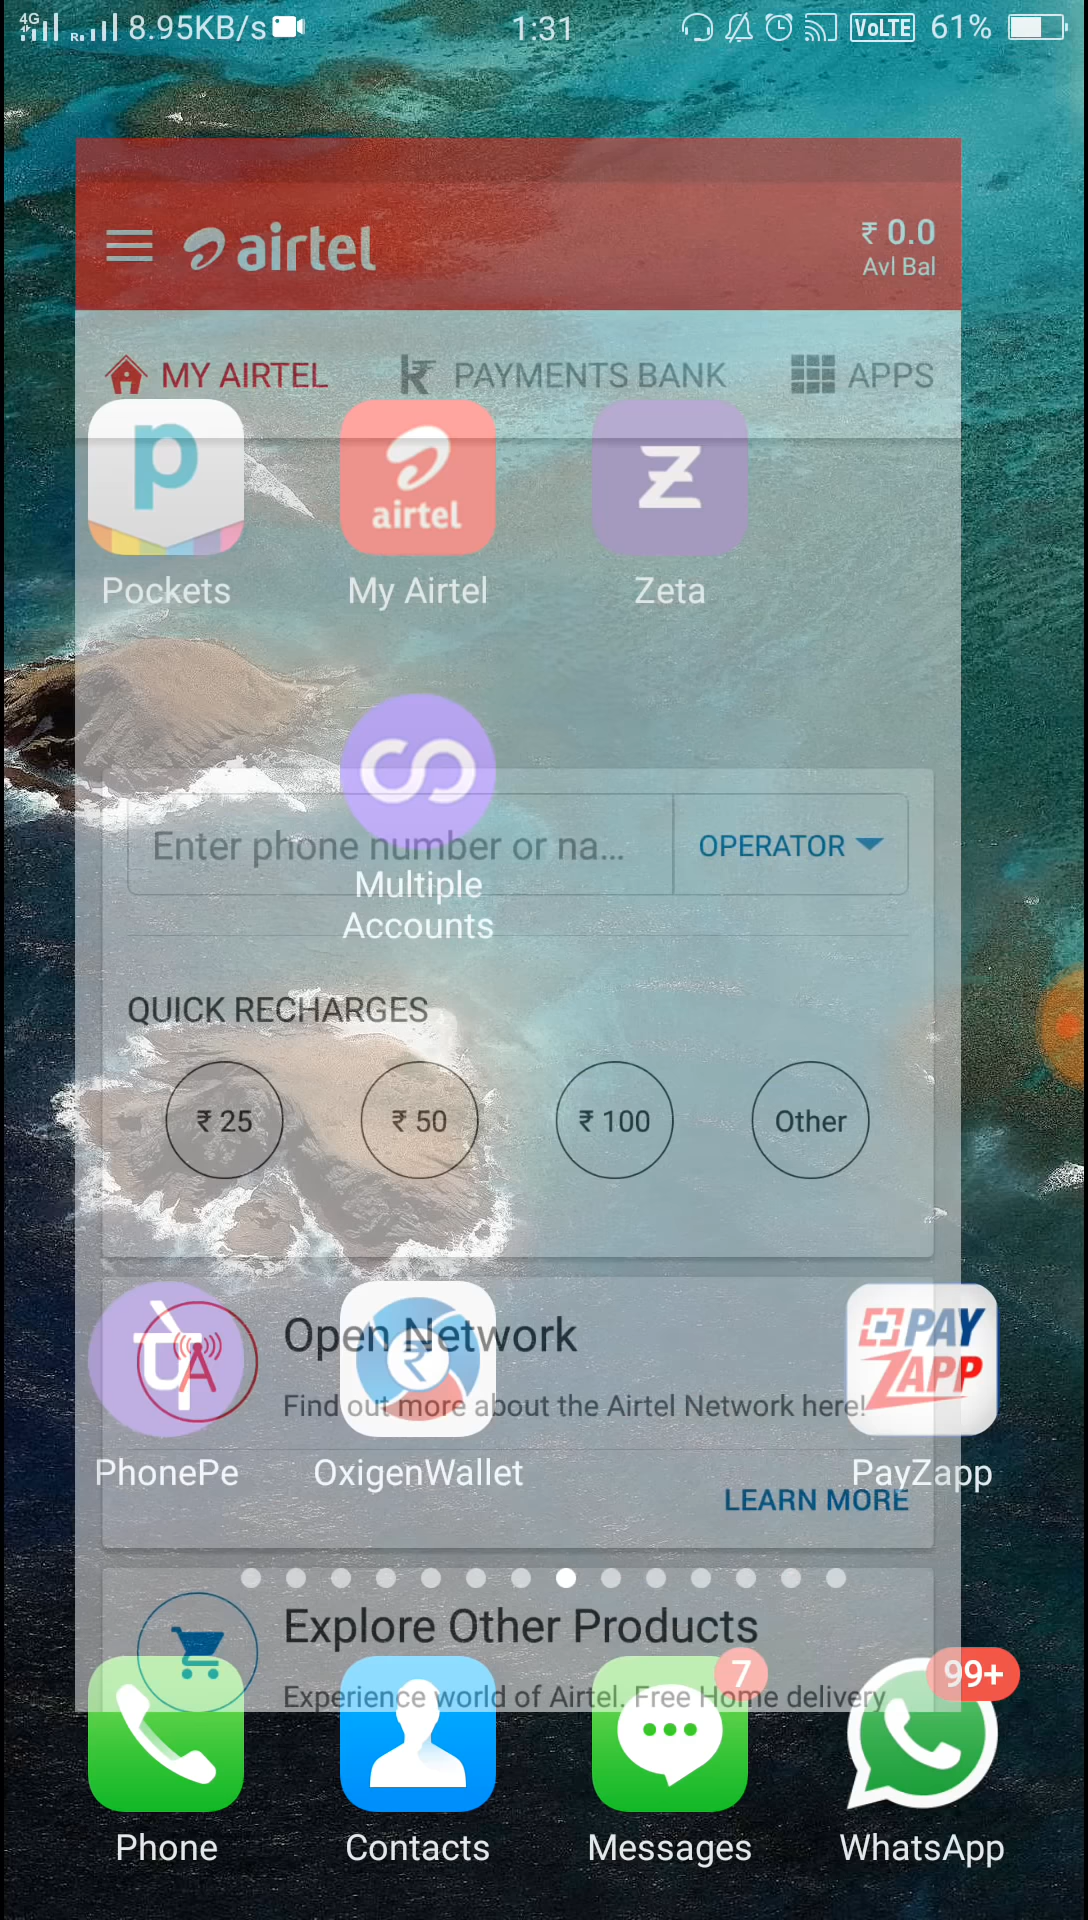 4G R 8.95KB/s 1:31 VoLTE 61%
airtel ₹ 0.0
Avl Bal
MY AIRTEL PAYMENTS BANK APPS
p airtel Z
Pockets My Airtel Zeta
Enter phone number or na... OPERATOR
Multiple
Accounts
QUICK RECHARGES
₹ 25 ₹ 50 ₹ 100 Other
Open Network
पे A ₹ PAY
ZAPP
Find out more about the Airtel Network here!
PhonePe OxigenWallet PayZapp
LEARN MORE
Explore Other Products
Experience world of Airtel. Free Home delivery
7 99+
Phone Contacts Messages WhatsApp